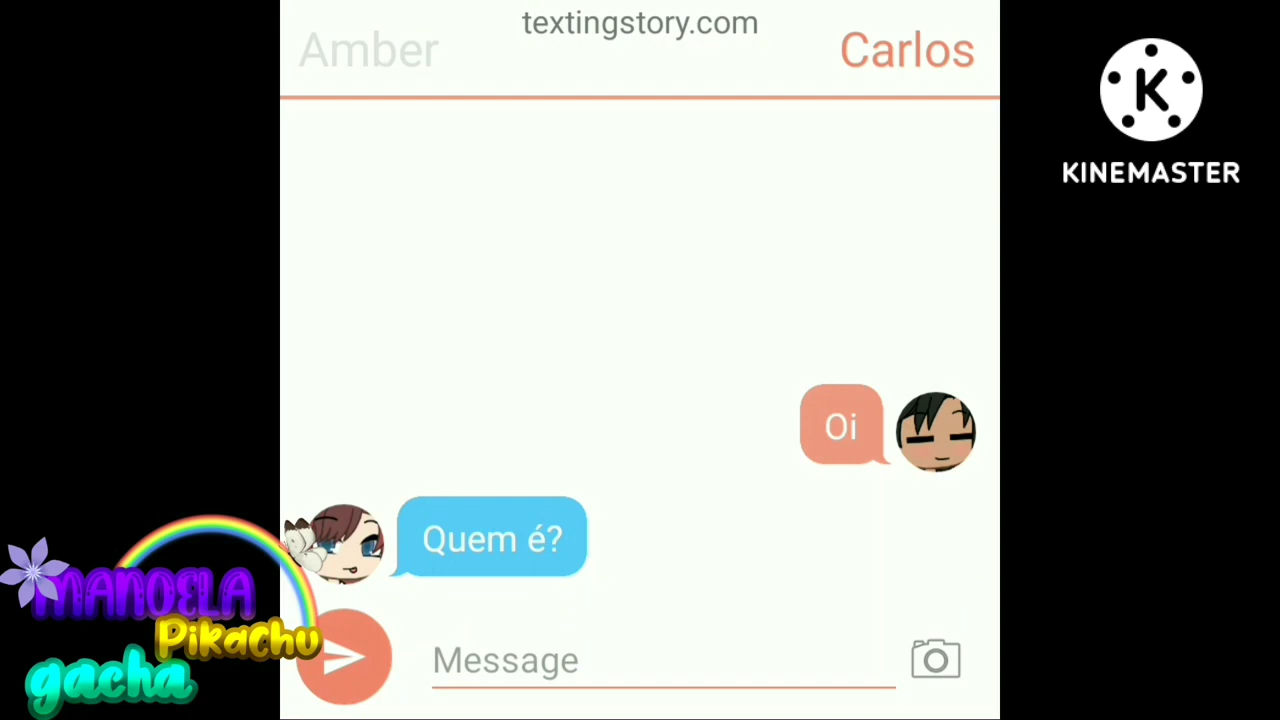 textingstory.com
Amber
Carlos
K
KINEMASTER
Oi
Quem é?
Message
MANOELA
Pikachu
gacha